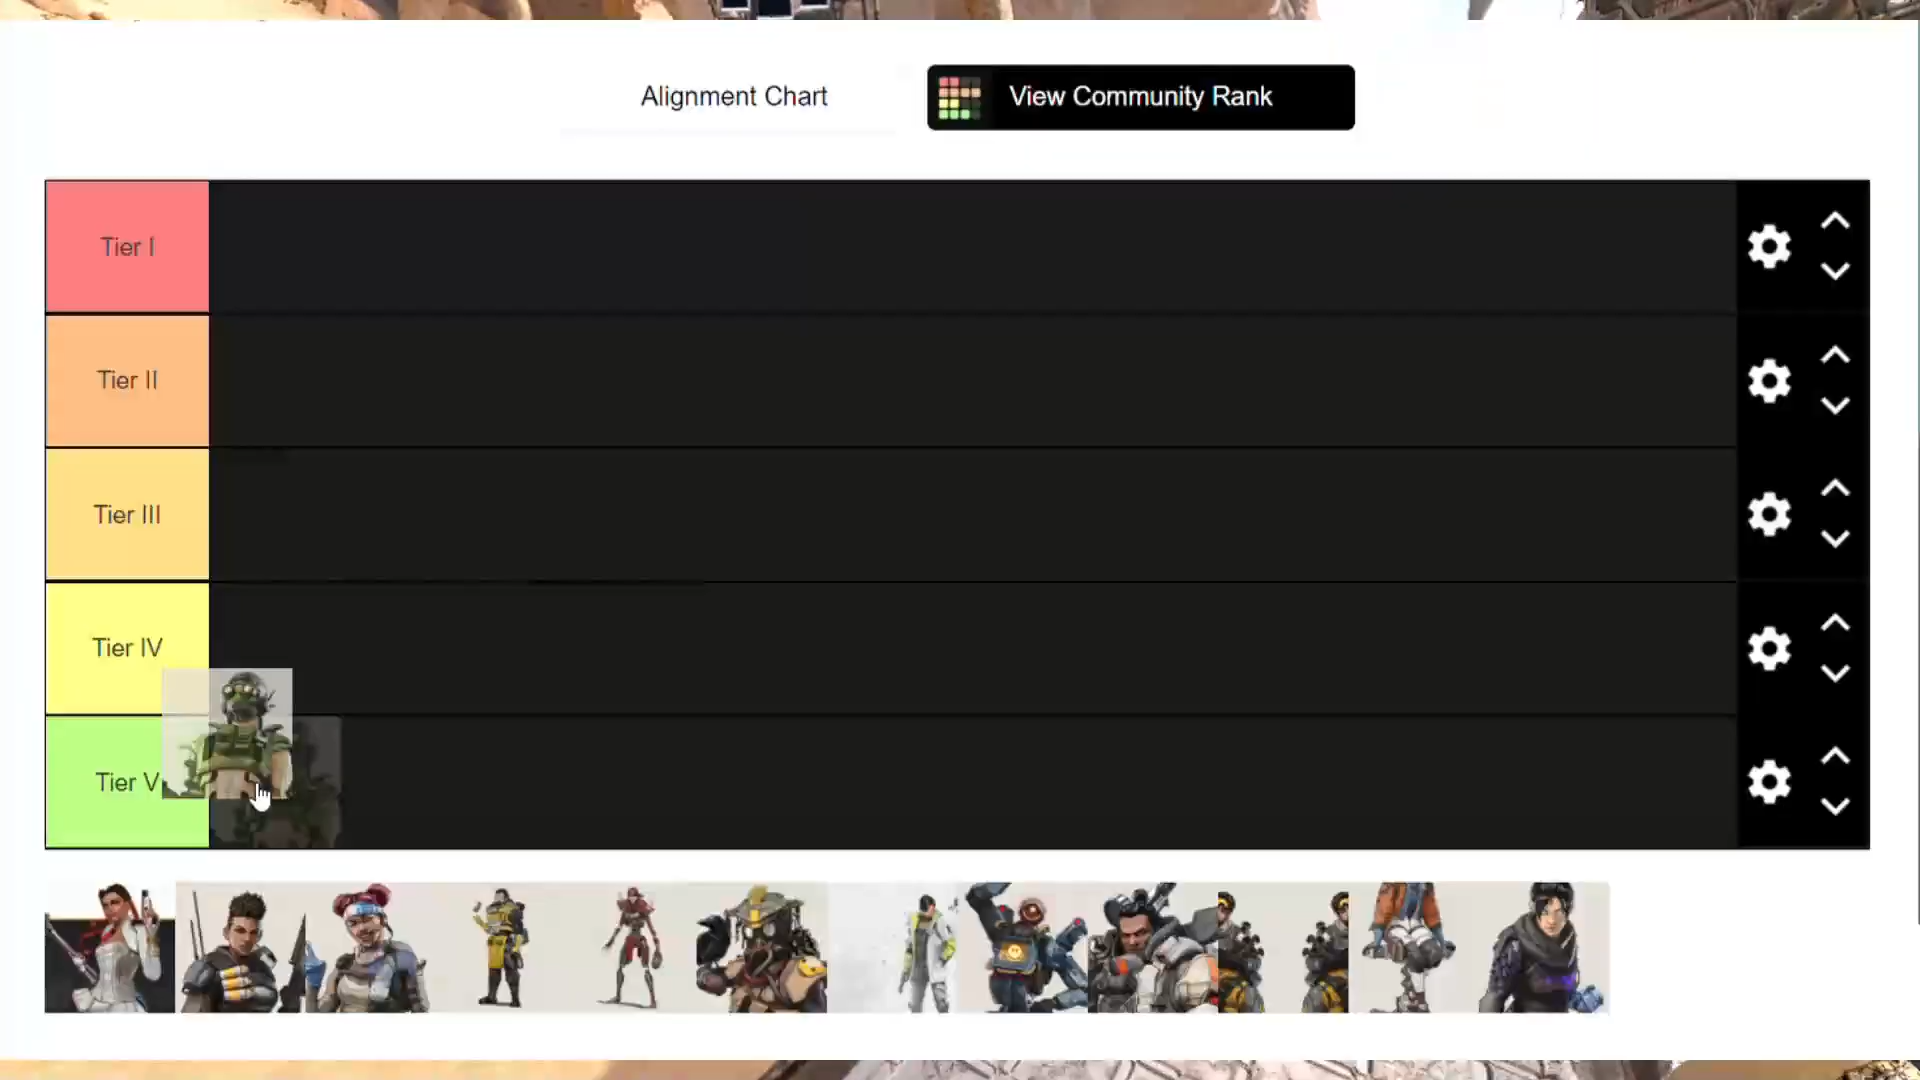 Alignment Chart
View Community Rank
Tier I
Tier II
Tier III
Tier IV
Tier V